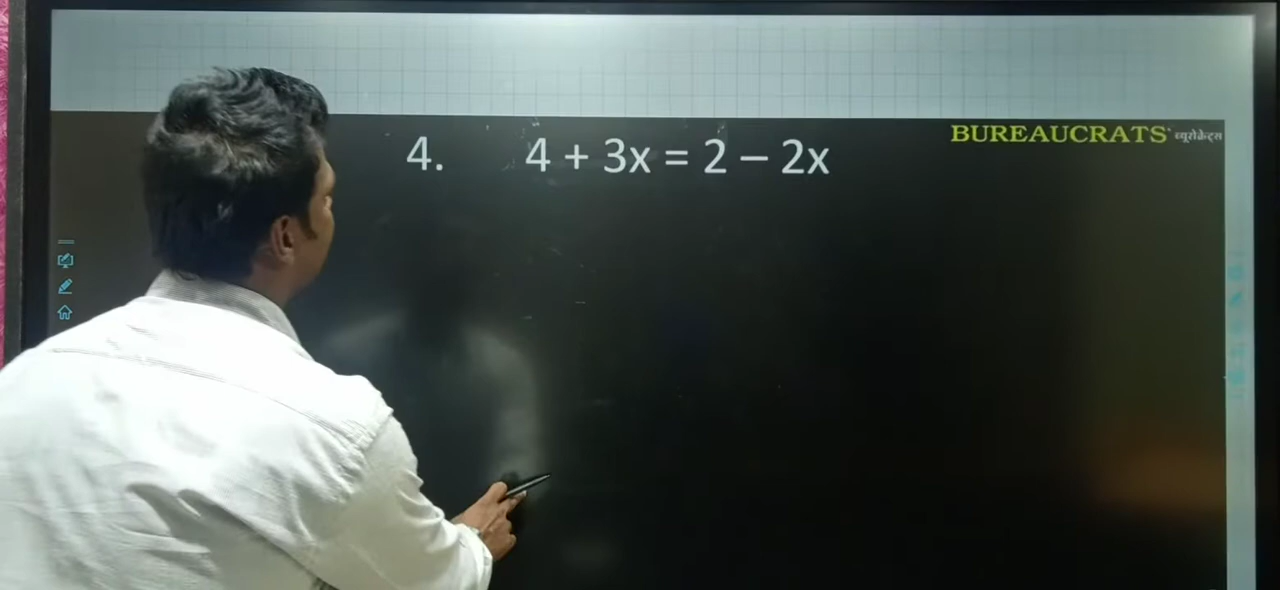 BUREAUCRATS ब्यूरोक्रेट्स
4. 4 + 3x = 2 – 2x